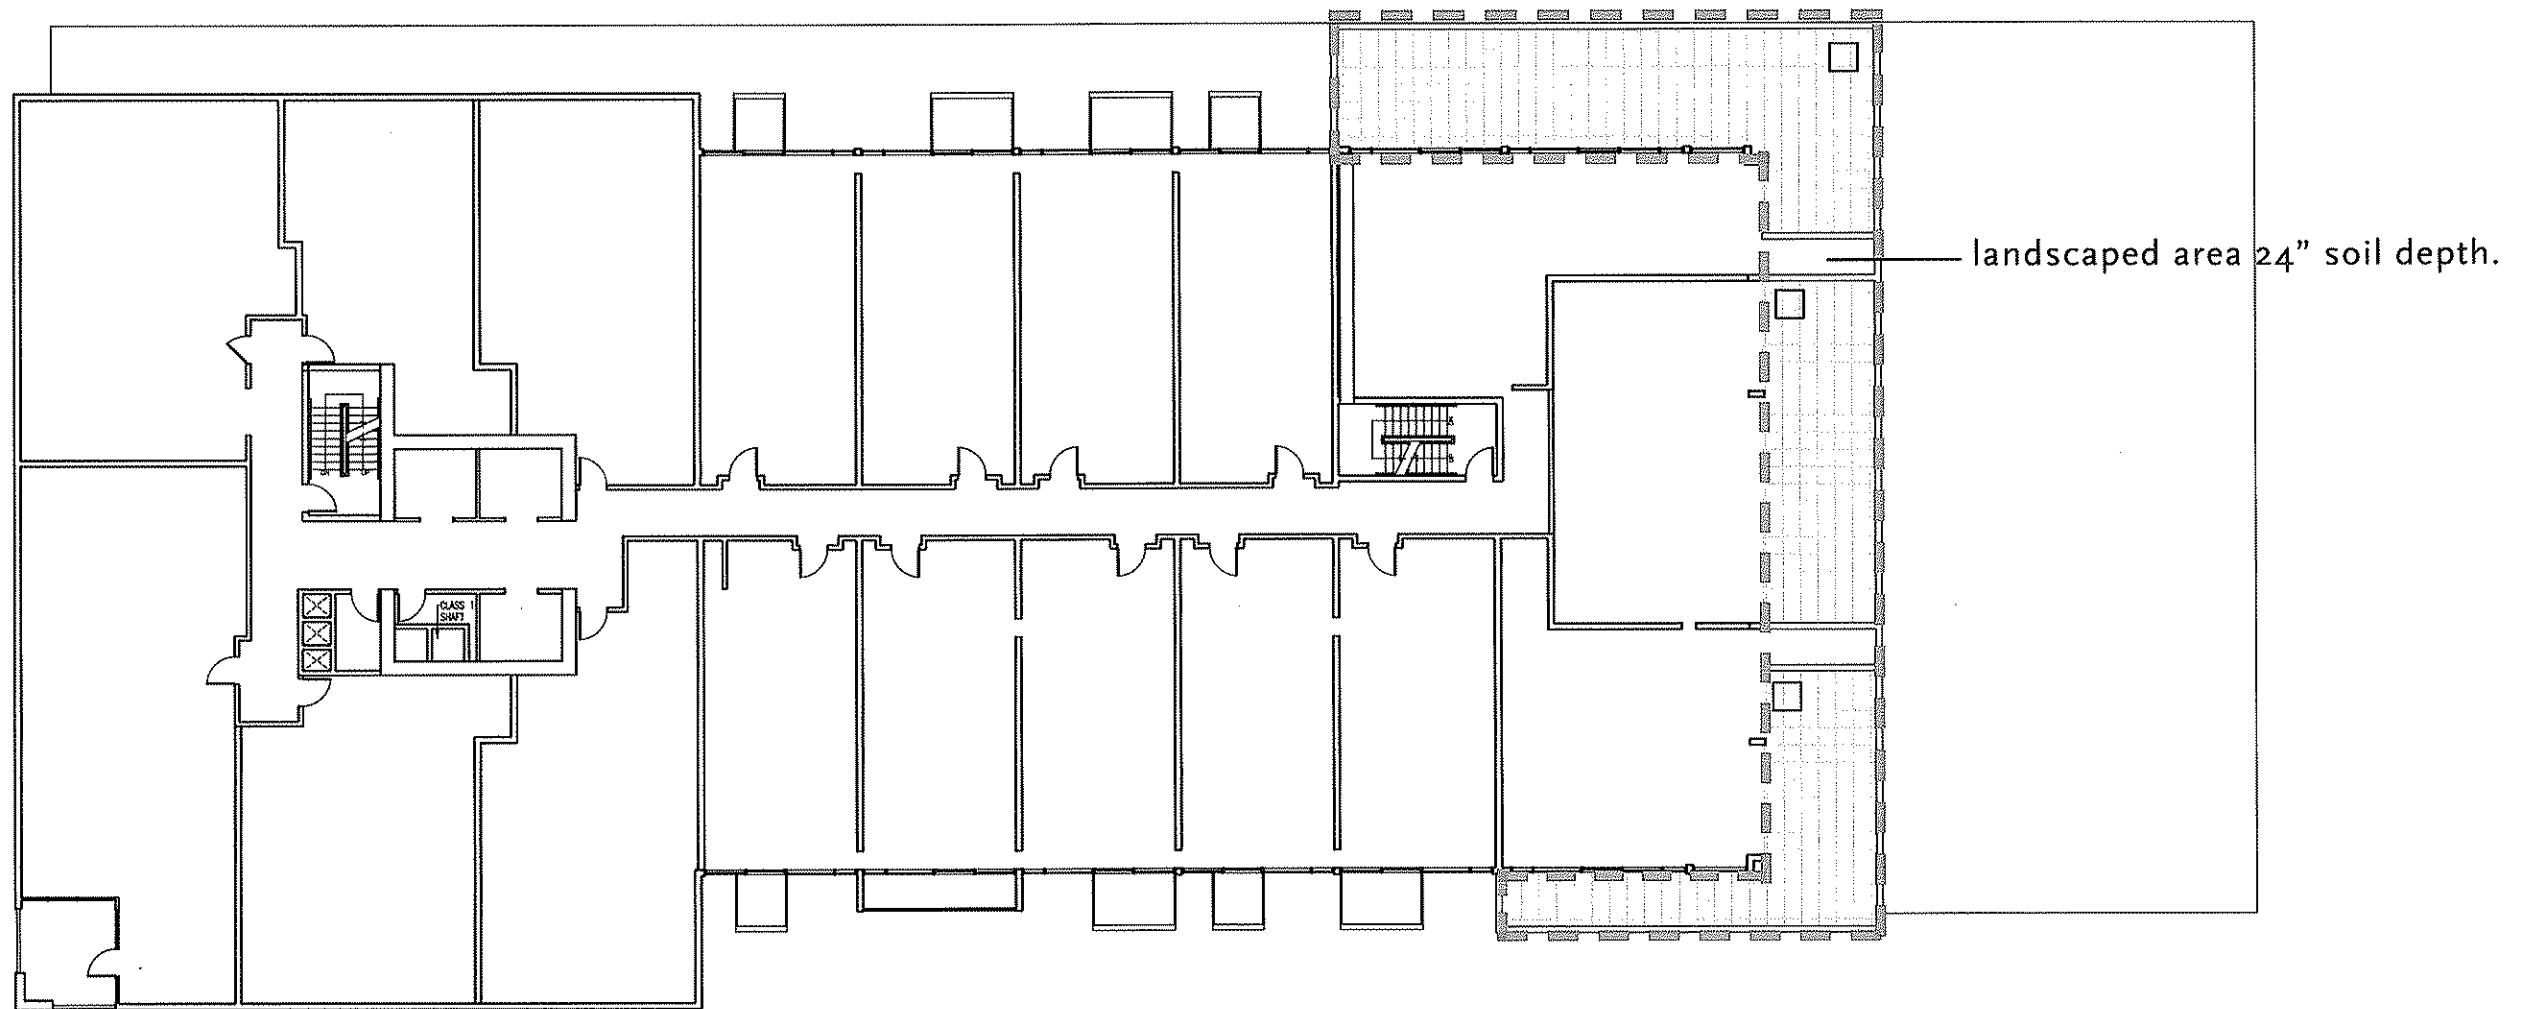 landscaped area 24” soil depth.
CLASS 1
SHAFT